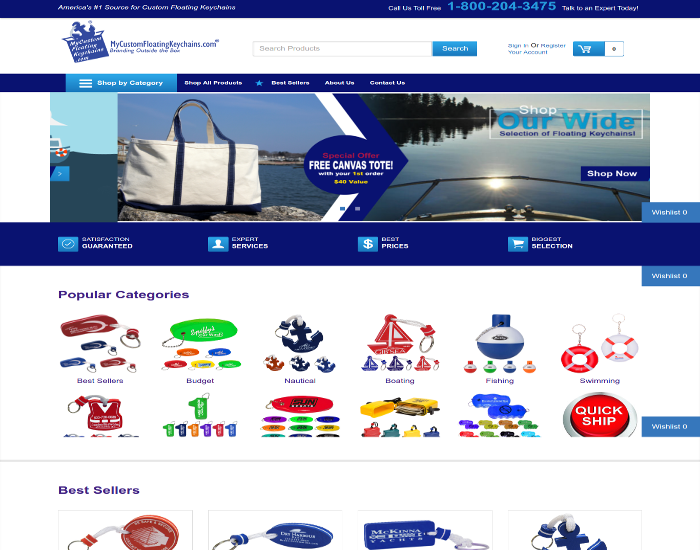 America's #1 Source for Custom Floating Keychains
Call Us Toll Free 1-800-204-3475 Talk to an Expert Today!
MyCustom
Floating
Keychains
.com
MyCustomFloatingKeychains.com®
Branding Outside the Box
Search Products
Search
Sign In Or Register
Your Account
0
Shop by Category
Shop All Products
Best Sellers
About Us
Contact Us
Special Offer
FREE CANVAS TOTE!
with your 1st order
$40 Value
Shop
Our Wide
Selection of Floating Keychains!
Shop Now
>
Wishlist 0
SATISFACTION
GUARANTEED
EXPERT
SERVICES
BEST
PRICES
BIGGEST
SELECTION
Wishlist 0
Popular Categories
Best Sellers
Budget
Nautical
Boating
Fishing
Swimming
QUICK
SHIP
Wishlist 0
Best Sellers
McKinna
YACHTS